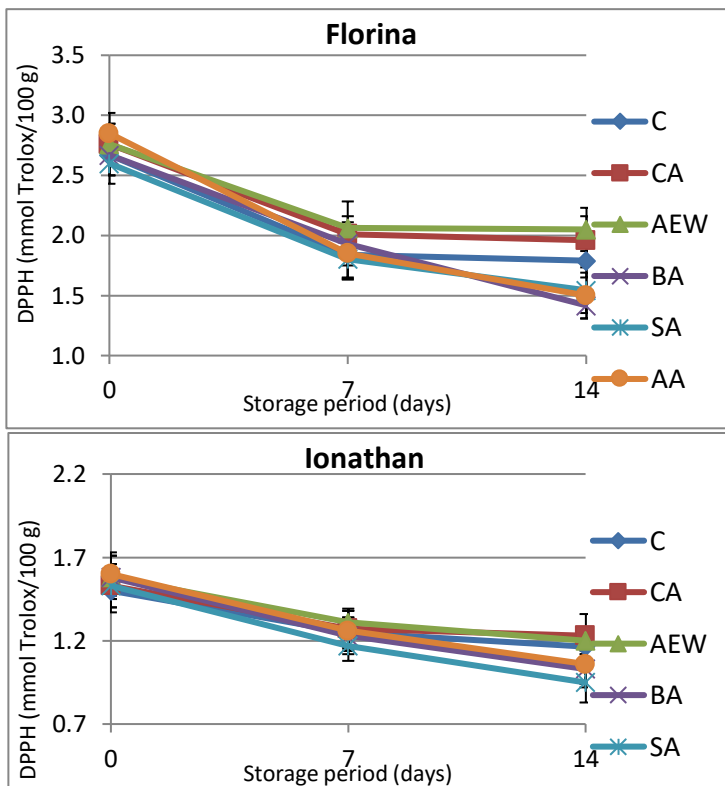 Florina
DPPH (mmol Trolox/100 g)
3.5
3.0
2.5
2.0
1.5
1.0
0
7
14
Storage period (days)
C
CA
AEW
BA
SA
AA
Ionathan
DPPH (mmol Trolox/100 g)
2.2
1.7
1.2
0.7
0
7
14
Storage period (days)
C
CA
AEW
BA
SA